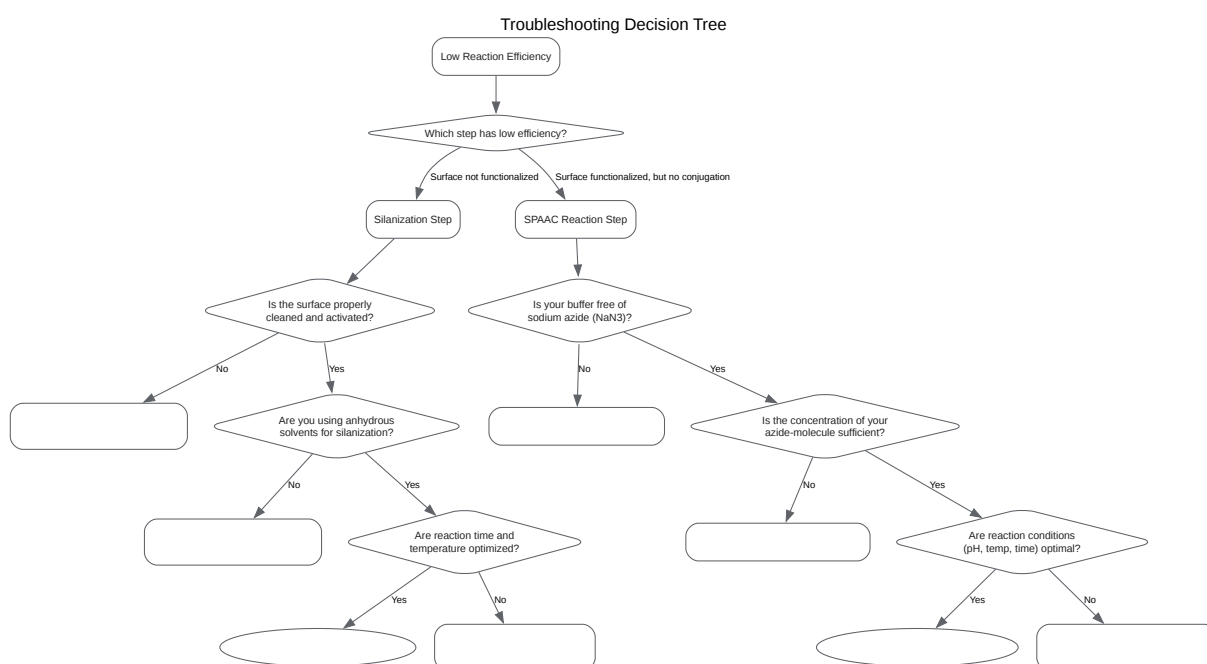 Troubleshooting Decision Tree
Low Reaction Efficiency
Which step has low efficiency?
Surface not functionalized
Surface functionalized, but no conjugation
Silanization Step
SPAAC Reaction Step
Is the surface properly
cleaned and activated?
Is your buffer free of
sodium azide (NaN3)?
No
Yes
No
Yes
Are you using anhydrous
solvents for silanization?
Is the concentration of your
azide-molecule sufficient?
No
Yes
No
Yes
Are reaction time and
temperature optimized?
Are reaction conditions
(pH, temp, time) optimal?
Yes
No
Yes
No